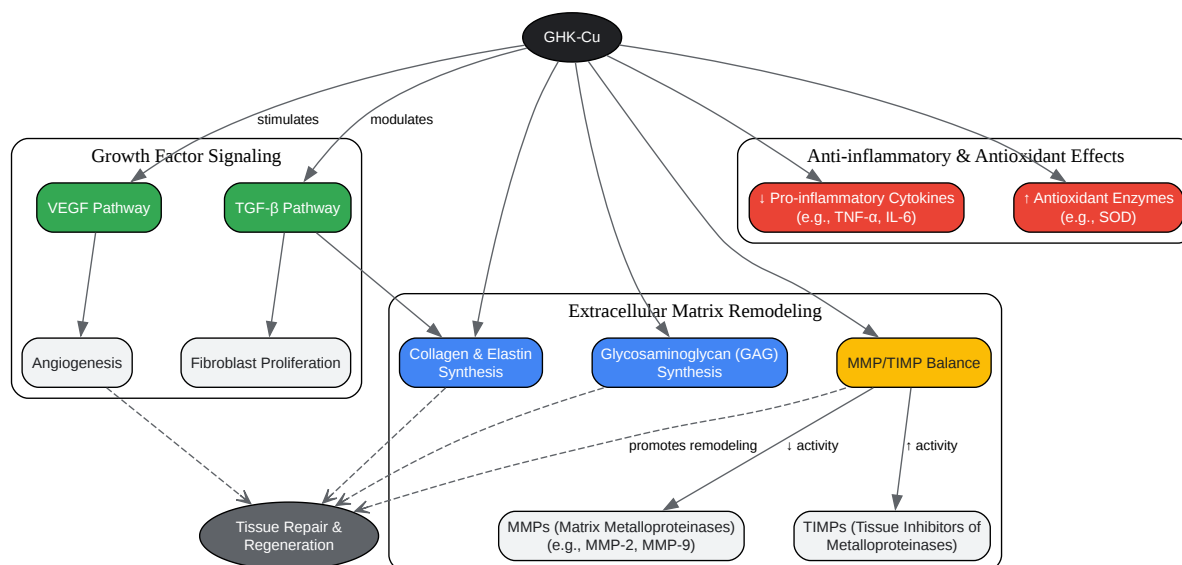 GHK-Cu
stimulates
modulates
Growth Factor Signaling
Anti-inflammatory & Antioxidant Effects
VEGF Pathway
TGF-β Pathway
↓ Pro-inflammatory Cytokines
(e.g., TNF-α, IL-6)
↑ Antioxidant Enzymes
(e.g., SOD)
Extracellular Matrix Remodeling
Angiogenesis
Fibroblast Proliferation
Collagen & Elastin
Synthesis
Glycosaminoglycan (GAG)
Synthesis
MMP/TIMP Balance
promotes remodeling
↓ activity
↑ activity
Tissue Repair &
Regeneration
MMPs (Matrix Metalloproteinases)
(e.g., MMP-2, MMP-9)
TIMPs (Tissue Inhibitors of
Metalloproteinases)